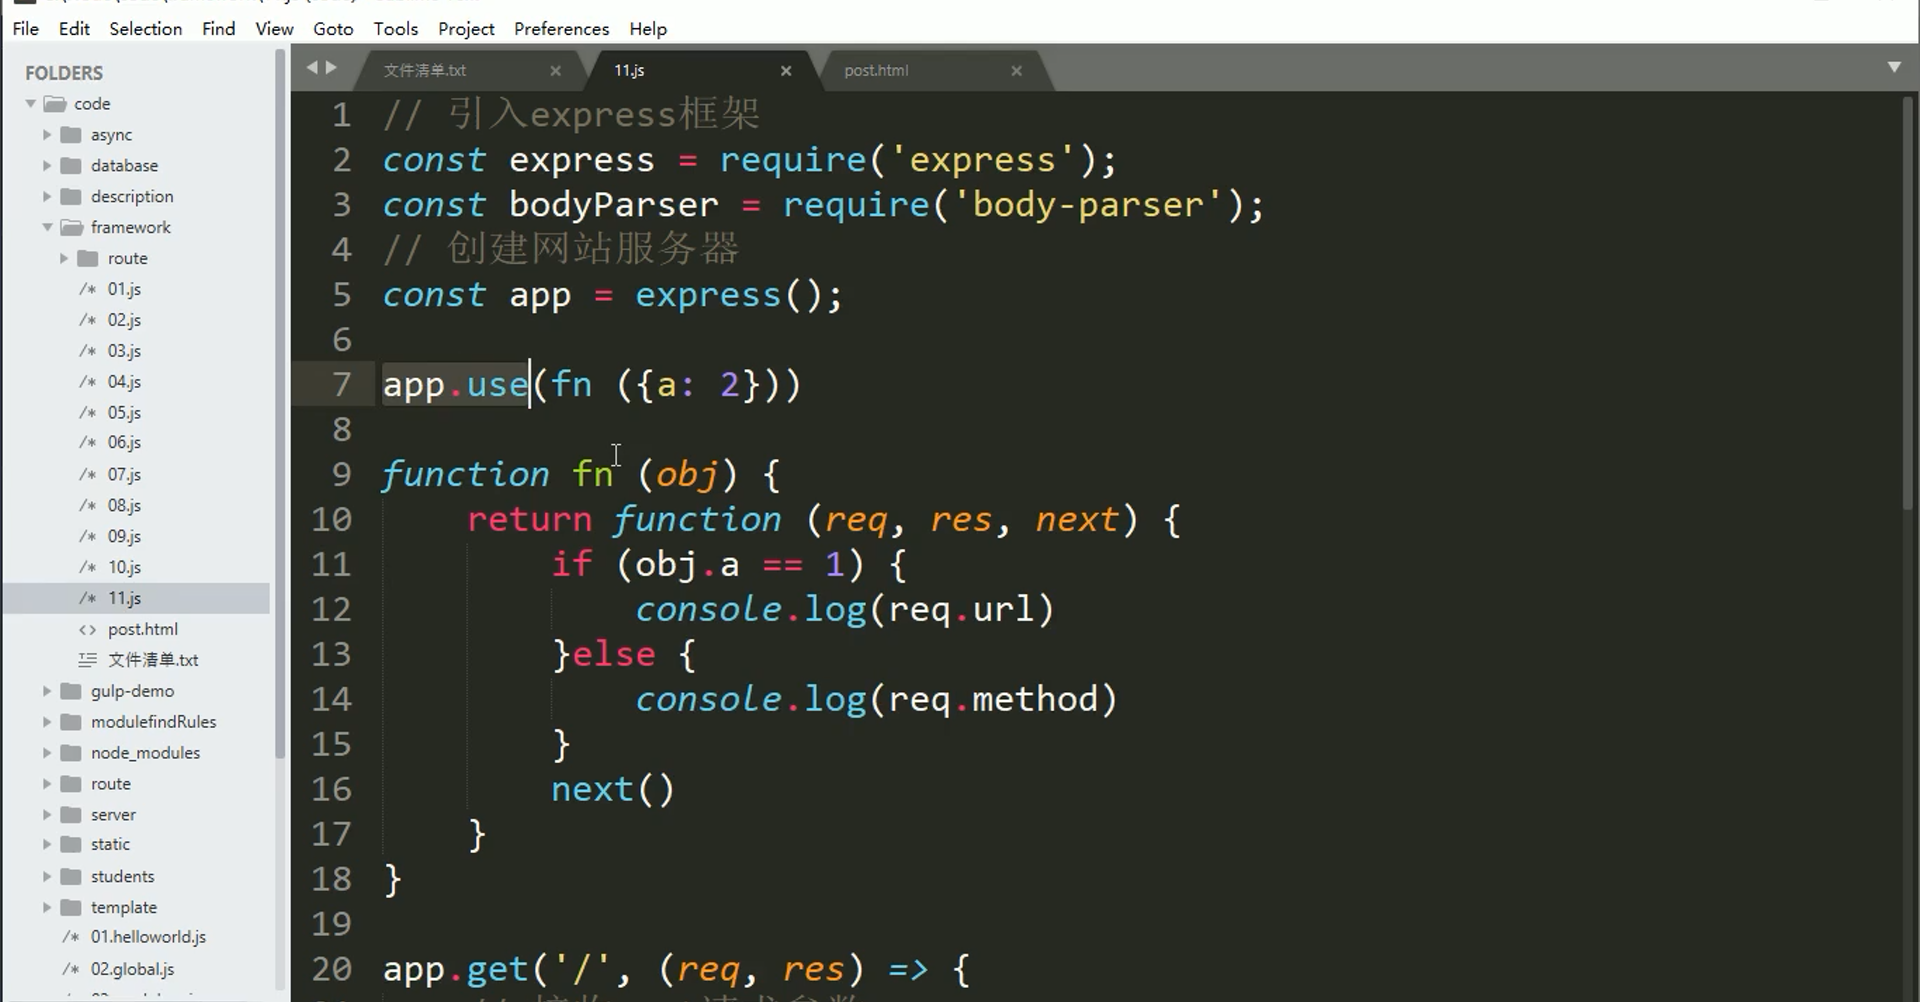 File Edit Selection Find View Goto Tools Project Preferences Help
FOLDERS
code
async
database
description
framework
route
/* 01.js
/* 02.js
/* 03.js
/* 04.js
/* 05.js
/* 06.js
/* 07.js
/* 08.js
/* 09.js
/* 10.js
/* 11.js
<> post.html
文件清单.txt
gulp-demo
modulefindRules
node_modules
route
server
static
students
template
/* 01.helloworld.js
/* 02.global.js
文件清单.txt × 11.js × post.html ×
1 // 引入express框架
2 const express = require('express');
3 const bodyParser = require('body-parser');
4 // 创建网站服务器
5 const app = express();
6
7 app.use(fn ({a: 2}))
8
9 function fn (obj) {
10 return function (req, res, next) {
11 if (obj.a == 1) {
12 console.log(req.url)
13 }else {
14 console.log(req.method)
15 }
16 next()
17 }
18 }
19
20 app.get('/', (req, res) => {